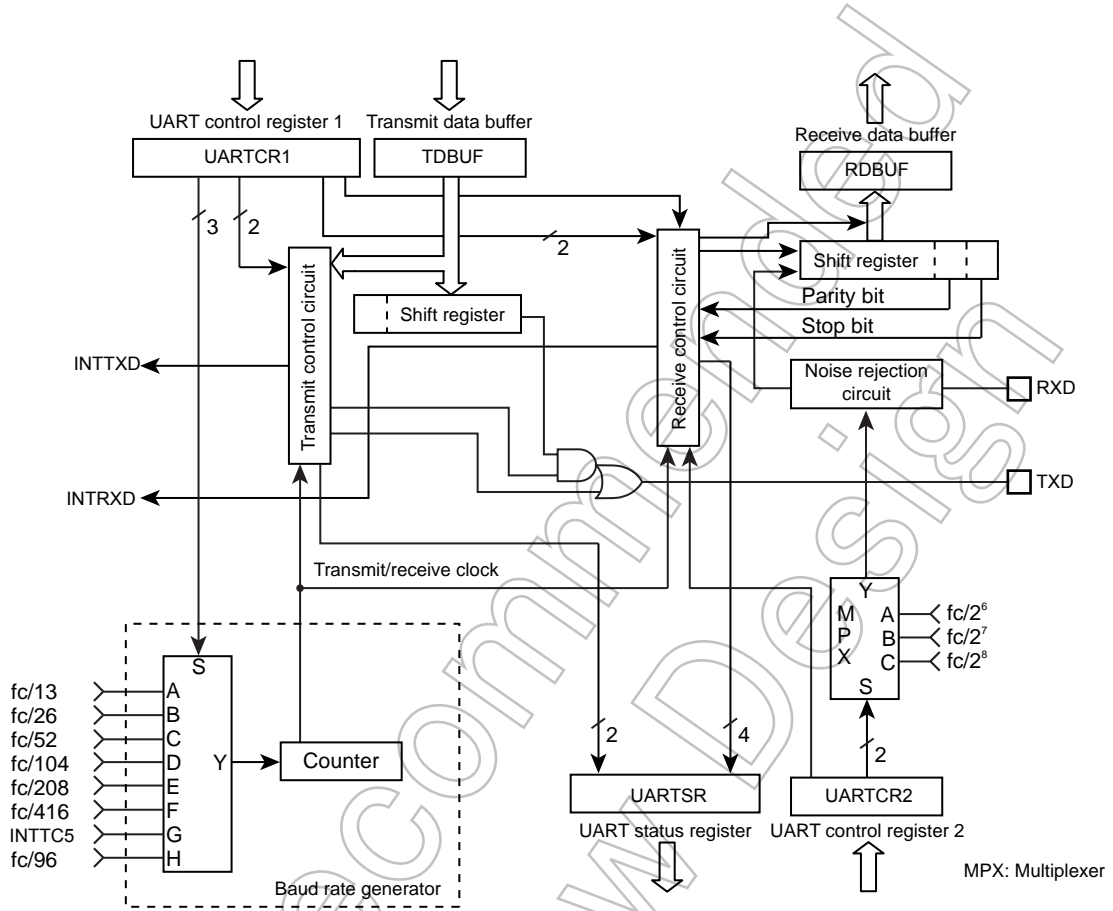 UART control register 1
Transmit data buffer
Receive data buffer
UARTCR1
TDBUF
RDBUF
3
2
2
Transmit control circuit
Shift register
Receive control circuit
Shift register
Parity bit
Stop bit
INTTXD
Noise rejection
circuit
RXD
INTRXD
TXD
Transmit/receive clock
Y
M
P
X
A
B
C
S
fc/2⁶
fc/2⁷
fc/2⁸
S
fc/13
A
fc/26
B
fc/52
C
fc/104
D
Y
Counter
fc/208
E
fc/416
F
INTTC5
G
fc/96
H
Baud rate generator
2
4
2
UARTSR
UARTCR2
UART status register
UART control register 2
MPX: Multiplexer
ecommended
w Design